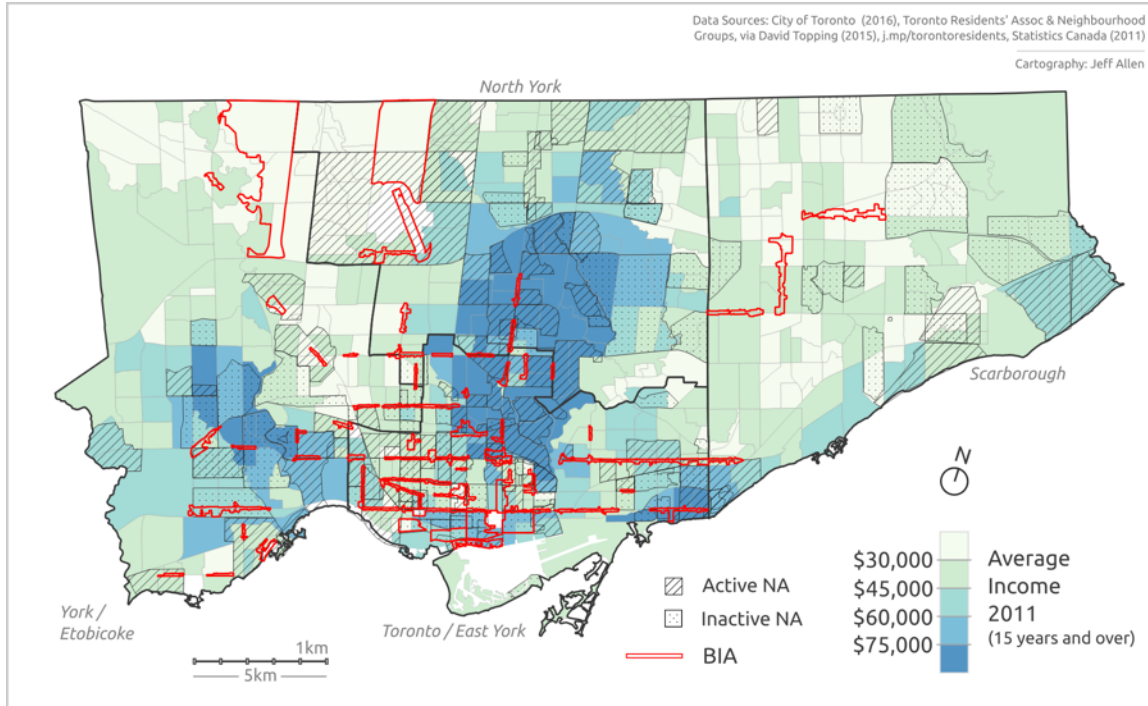 Data Sources: City of Toronto (2016), Toronto Residents' Assoc & Neighbourhood
Groups, via David Topping (2015), j.mp/torontoresidents, Statistics Canada (2011)
Cartography: Jeff Allen
North York
Scarborough
N
York /
Etobicoke
Toronto / East York
1km
5km
Active NA
Inactive NA
BIA
$30,000
$45,000
$60,000
$75,000
Average
Income
2011
(15 years and over)